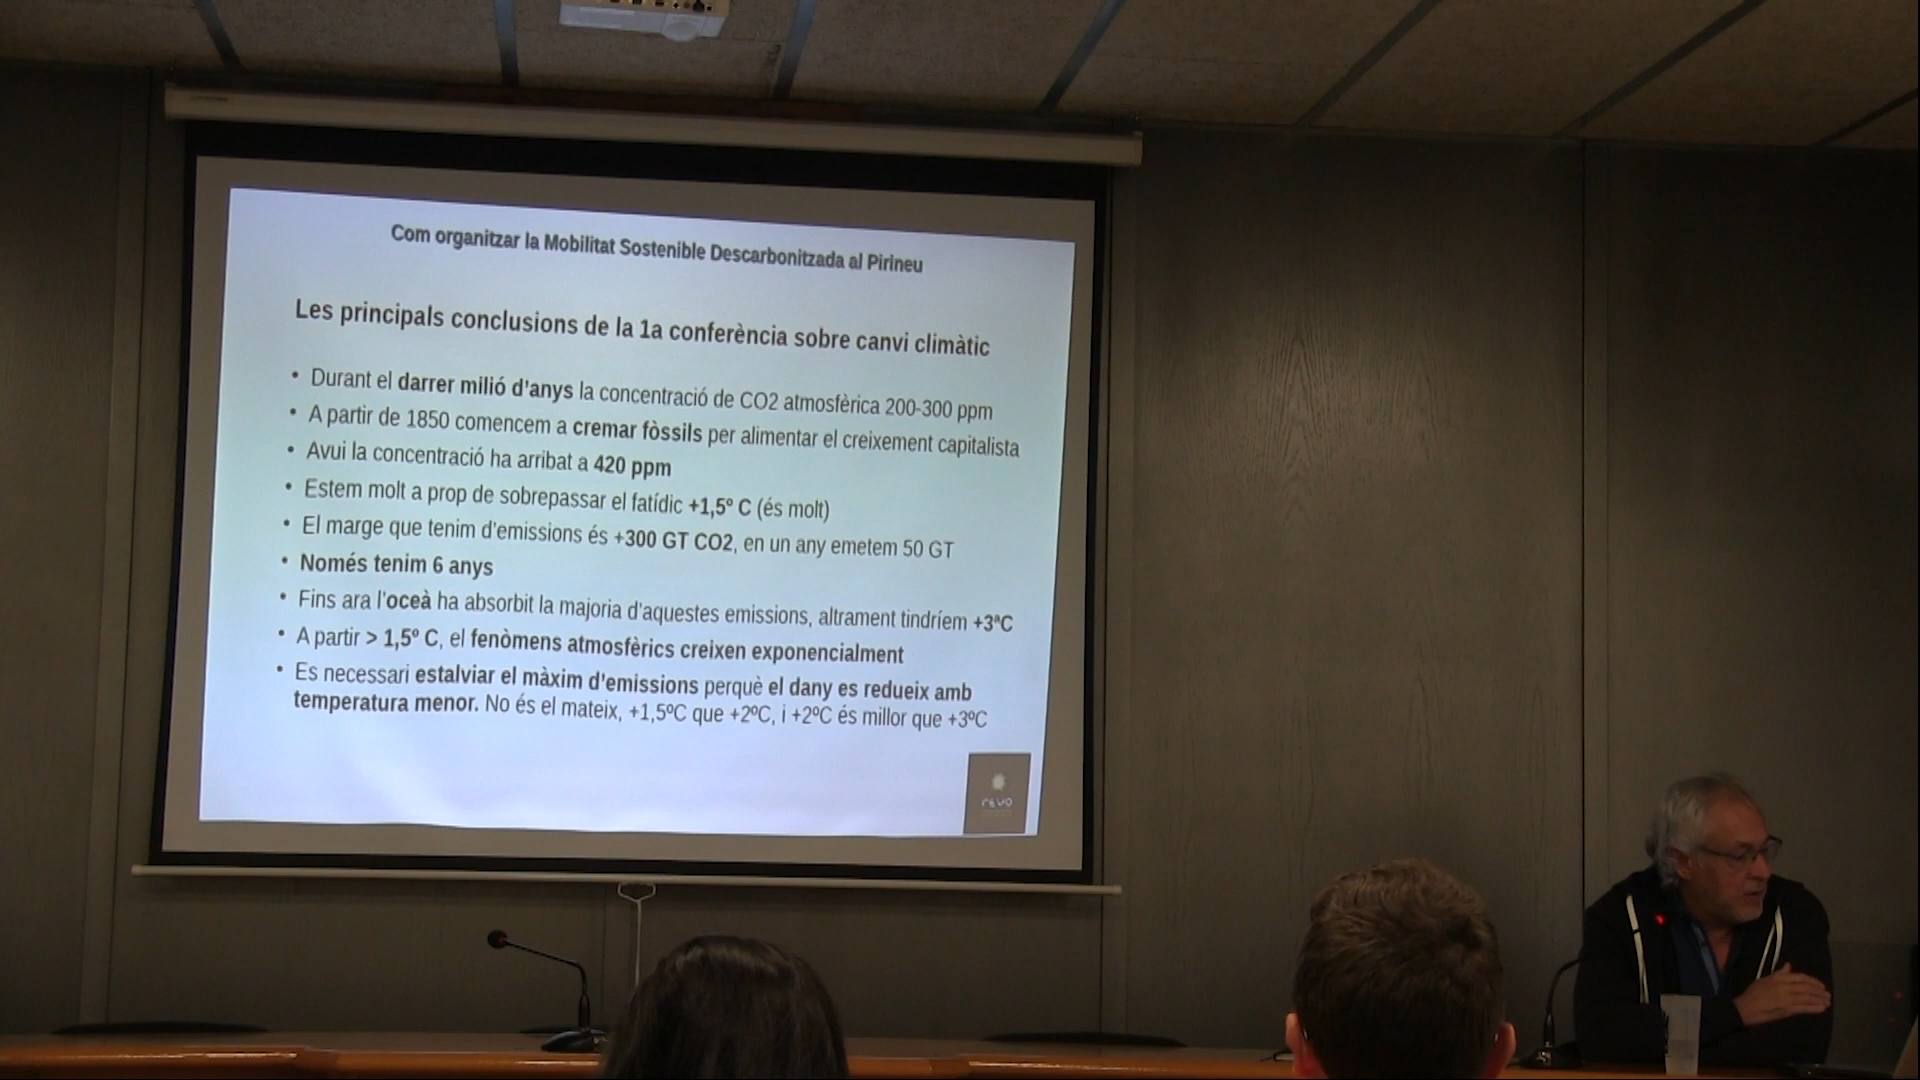 Com organitzar la Mobilitat Sostenible Descarbonitzada al Pirineu
Les principals conclusions de la 1a conferència sobre canvi climàtic
• Durant el darrer milió d'anys la concentració de CO2 atmosfèrica 200-300 ppm
• A partir de 1850 comencem a cremar fòssils per alimentar el creixement capitalista
• Avui la concentració ha arribat a 420 ppm
• Estem molt a prop de sobrepassar el fatídic +1,5º C (és molt)
• El marge que tenim d'emissions és +300 GT CO2, en un any emetem 50 GT
• Només tenim 6 anys
• Fins ara l'oceà ha absorbit la majoria d'aquestes emissions, altrament tindríem +3ªC
• A partir > 1,5º C, el fenòmens atmosfèrics creixen exponencialment
• Es necessari estalviar el màxim d'emissions perquè el dany es redueix amb
temperatura menor. No és el mateix, +1,5ºC que +2ºC, i +2ºC és millor que +3ºC
revo